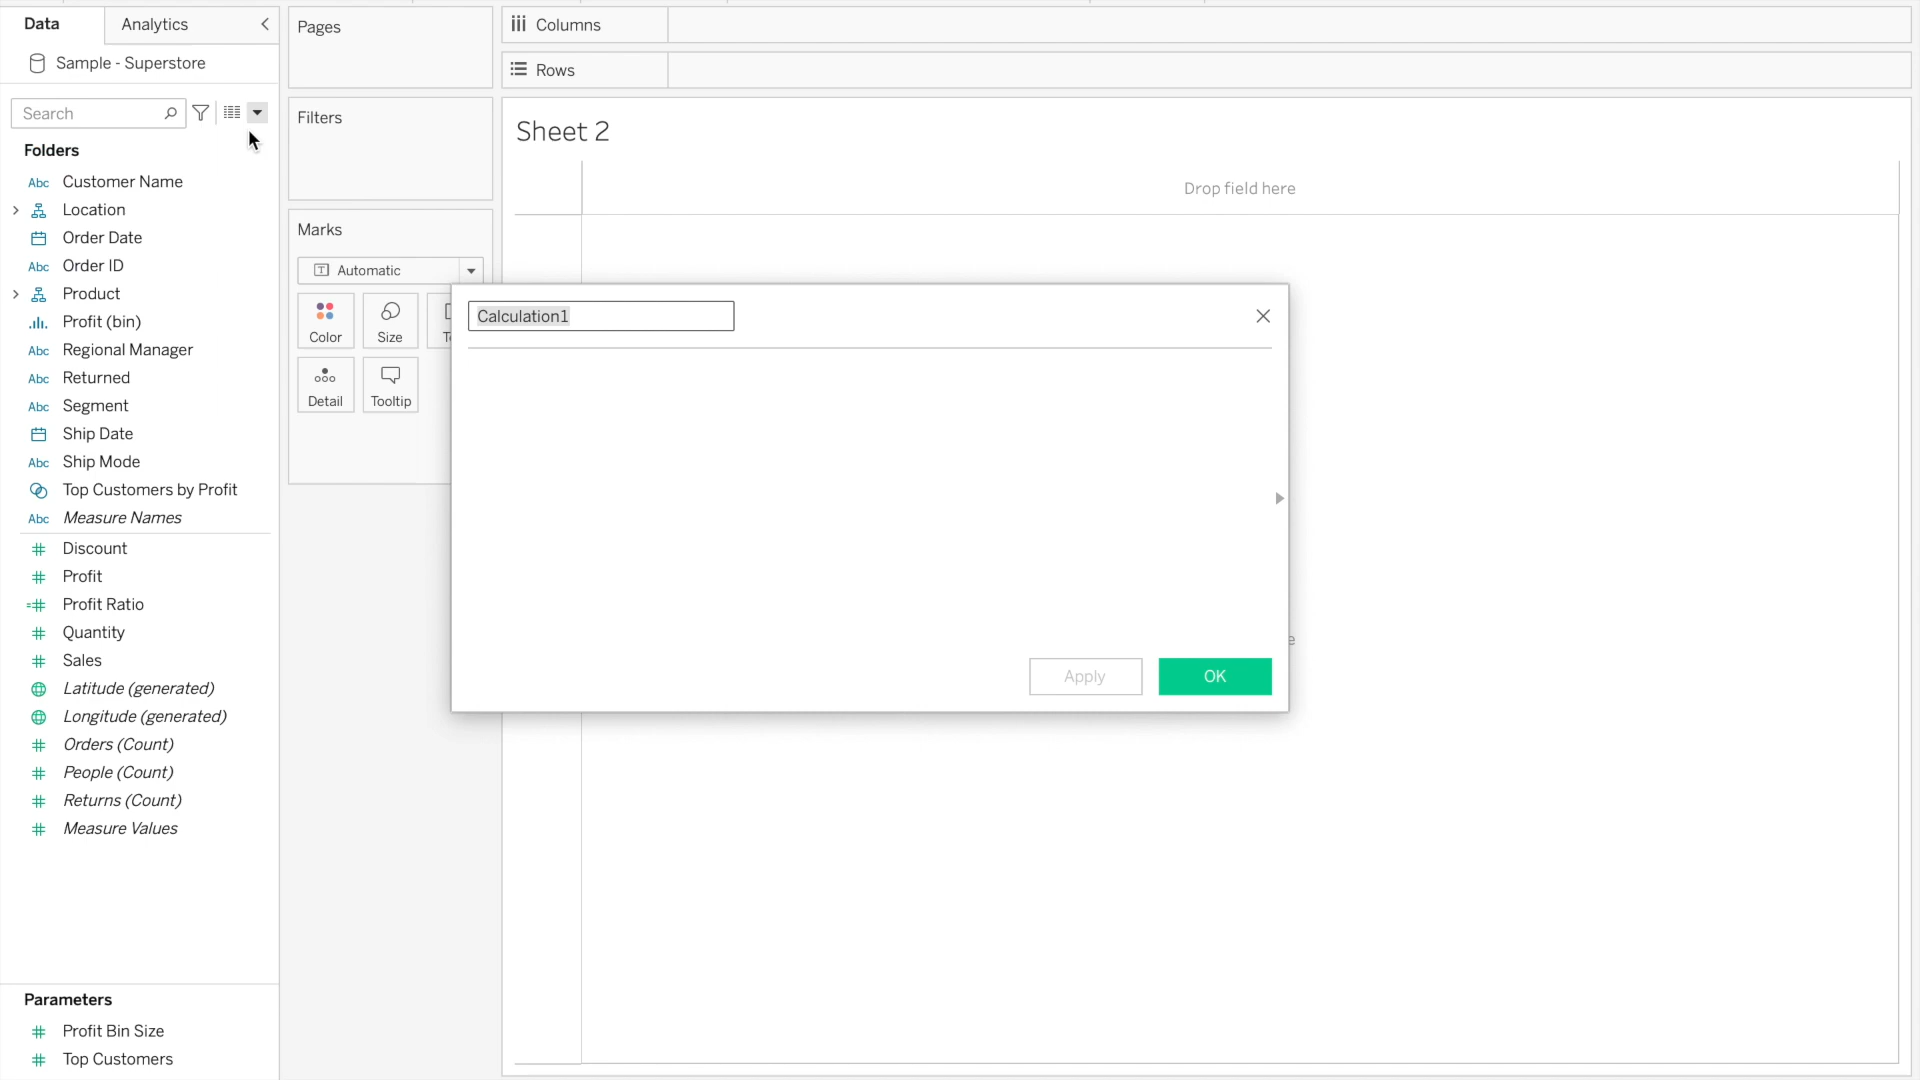 Data
Analytics
Sample - Superstore
Search
Folders
Abc Customer Name
Location
Order Date
Abc Order ID
Product
Profit (bin)
Abc Regional Manager
Abc Returned
Abc Segment
Ship Date
Abc Ship Mode
Top Customers by Profit
Abc Measure Names
Discount
Profit
Profit Ratio
Quantity
Sales
Latitude (generated)
Longitude (generated)
Orders (Count)
People (Count)
Returns (Count)
Measure Values
Parameters
Profit Bin Size
Top Customers
Pages
Filters
Marks
Automatic
Color
Size
Detail
Tooltip
Columns
Rows
Sheet 2
Drop field here
Calculation1
Apply
OK